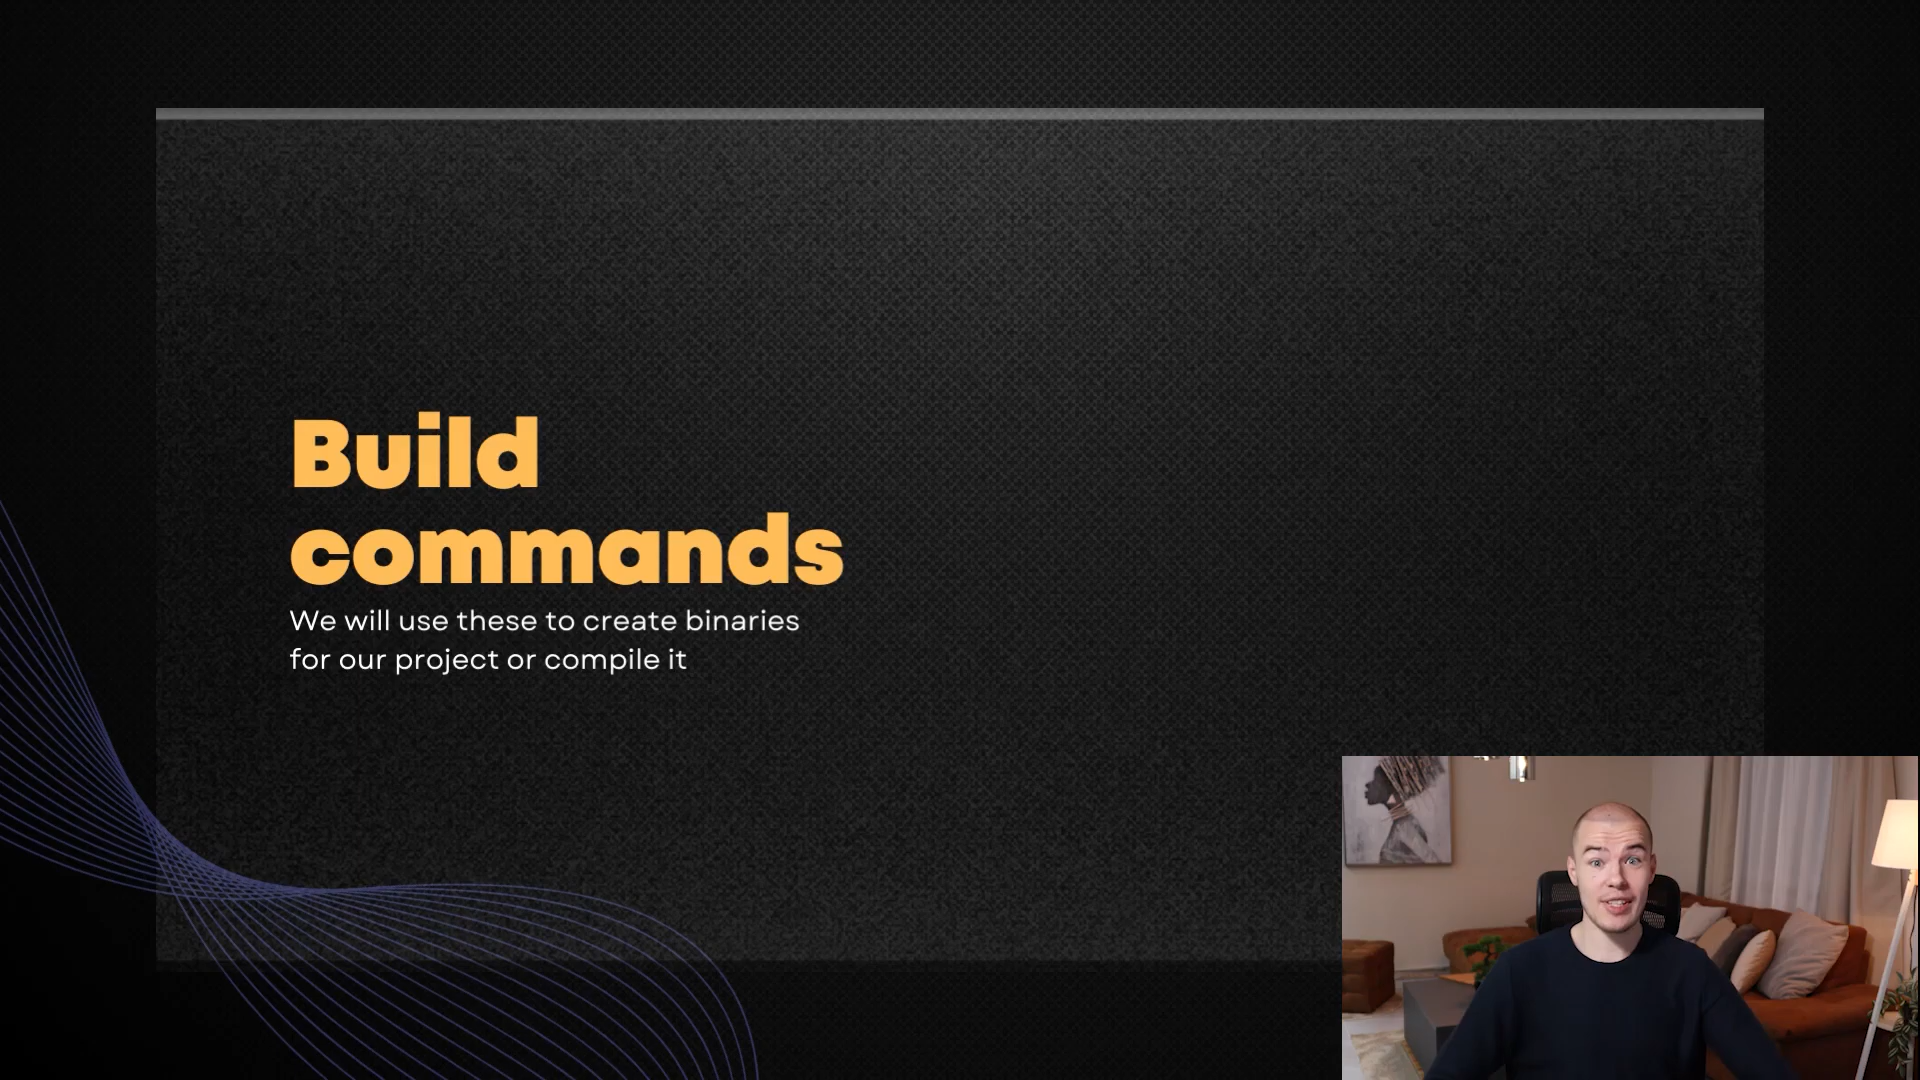 Build
commands
We will use these to create binaries
for our project or compile it